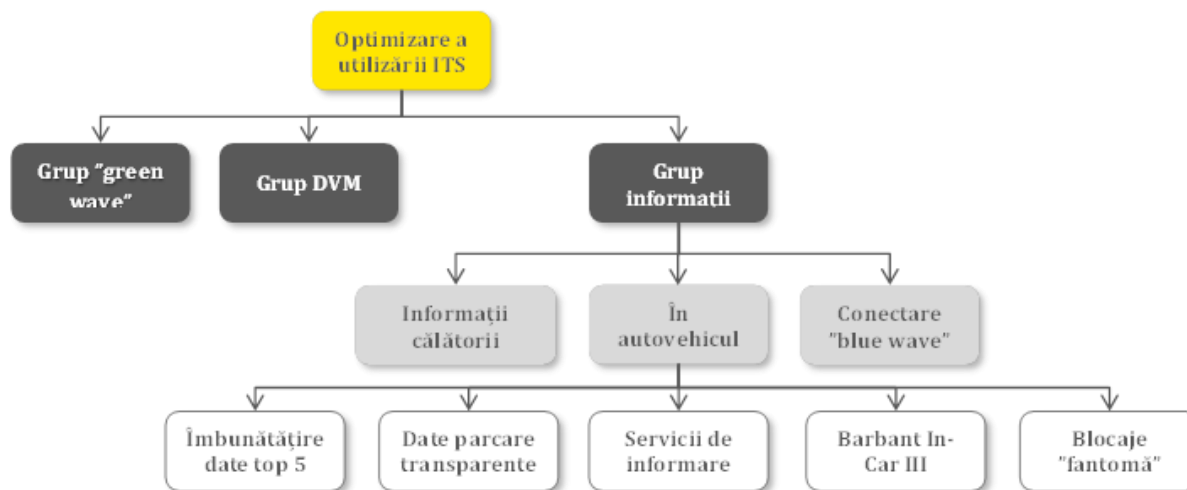 Optimizare a
utilizării ITS
Grup "green
wave"
Grup DVM
Grup
informații
Informații
călătorii
În
autovehicul
Conectare
"blue wave"
Îmbunătățire
date top 5
Date parcare
transparente
Servicii de
informare
Barbant In-
Car III
Blocaje
"fantomă"